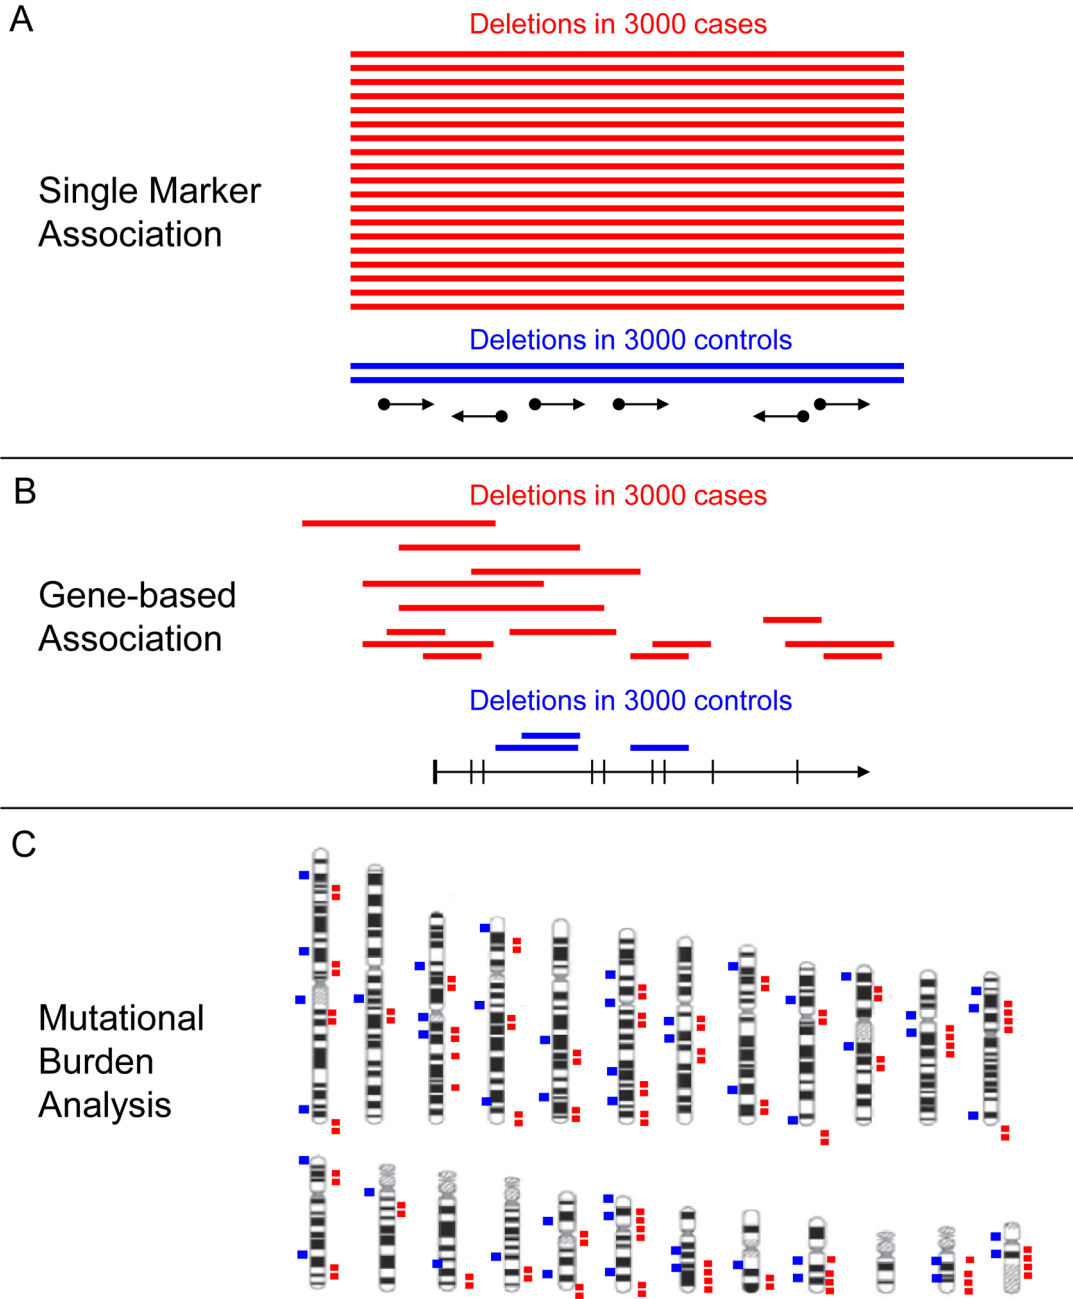 A
Deletions in 3000 cases
Single Marker
Association
Deletions in 3000 controls
B
Deletions in 3000 cases
Gene-based
Association
Deletions in 3000 controls
C
Mutational
Burden
Analysis